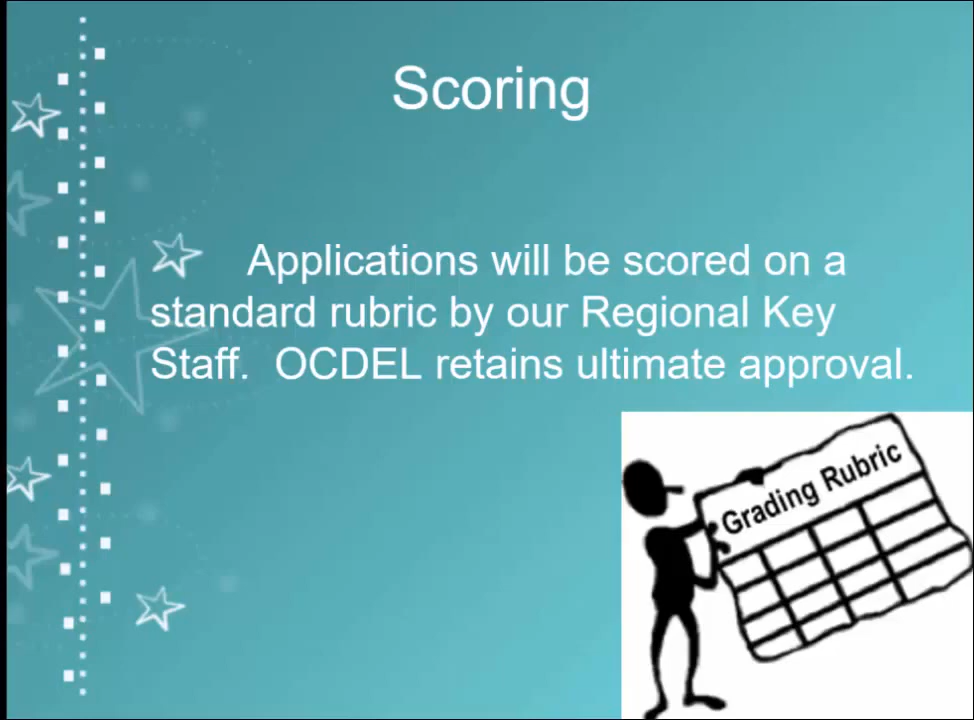 Scoring
Applications will be scored on a
standard rubric by our Regional Key
Staff.  OCDEL retains ultimate approval.
Grading Rubric